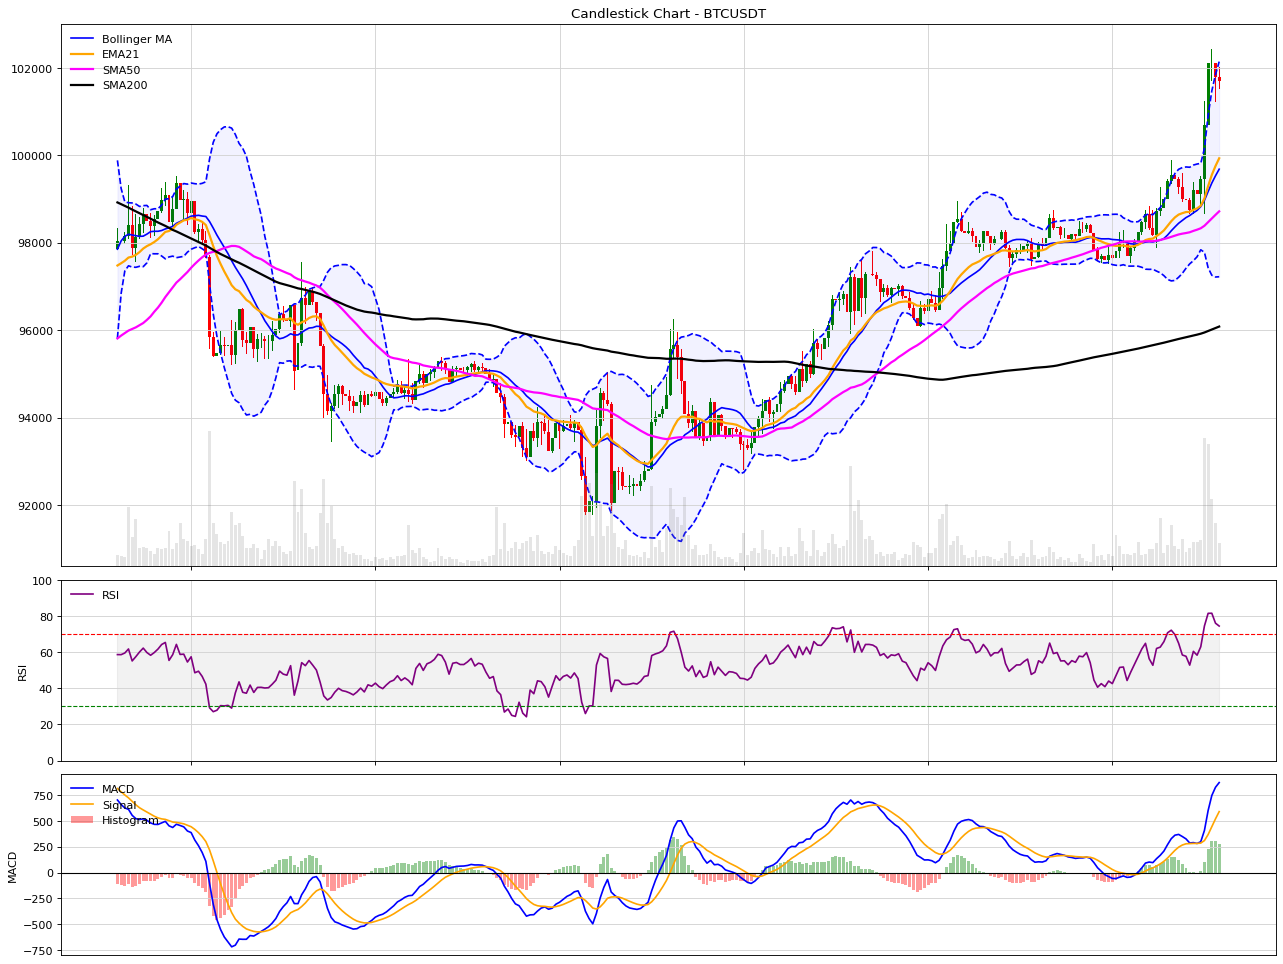 Candlestick Chart - BTCUSDT
Bollinger MA
EMA21
SMA50
SMA200
102000
100000
98000
96000
94000
92000
RSI
100
80
60
40
20
0
RSI
MACD
Signal
Histogram
750
500
250
0
−250
−500
−750
MACD